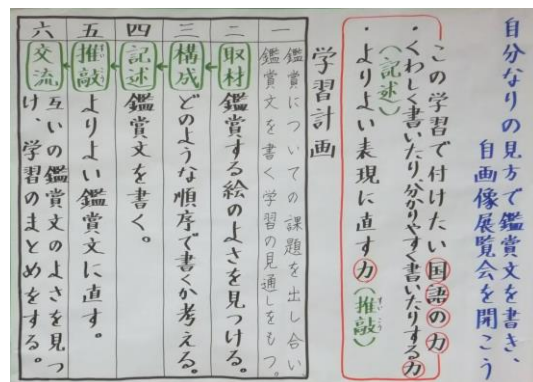 自分なりの見方で鑑賞文を書き、
自画像展覧会を開こう
この学習で付けたい国語の力
・くわしく書いたり、分かりやすく書いたりする力
(記述)
・よりよい表現に直す力(推敲)
すいこう
学習計画
一 鑑賞についての課題を出し合い
鑑賞文を書く学習の見通しをもつ。
二 取材 鑑賞する絵のよさを見つける。
三 構成 どのような順序で書くか考える。
四 記述 鑑賞文を書く。
五 推敲 よりよい鑑賞文に直す。
すいこう
六 交流 互いの鑑賞文のよさを見つ
け、学習のまとめをする。